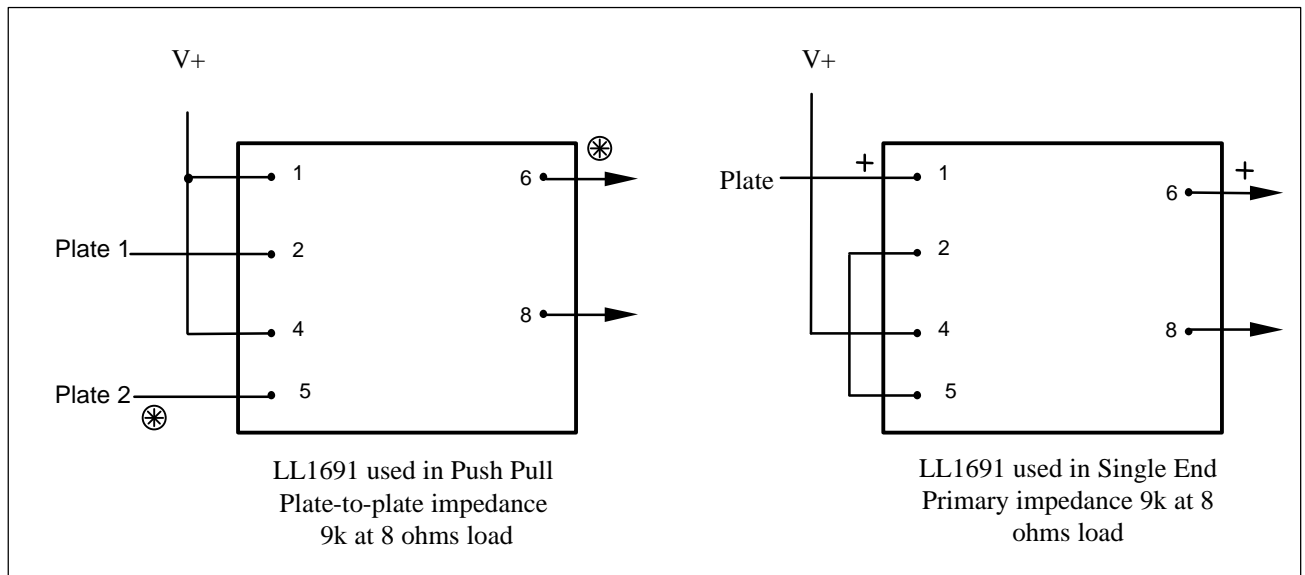 V+
1
6
Plate 1
2
4
8
Plate 2
5
LL1691 used in Push Pull
Plate-to-plate impedance
9k at 8 ohms load
V+
+
+
Plate
1
6
2
4
8
5
LL1691 used in Single End
Primary impedance 9k at 8
ohms load